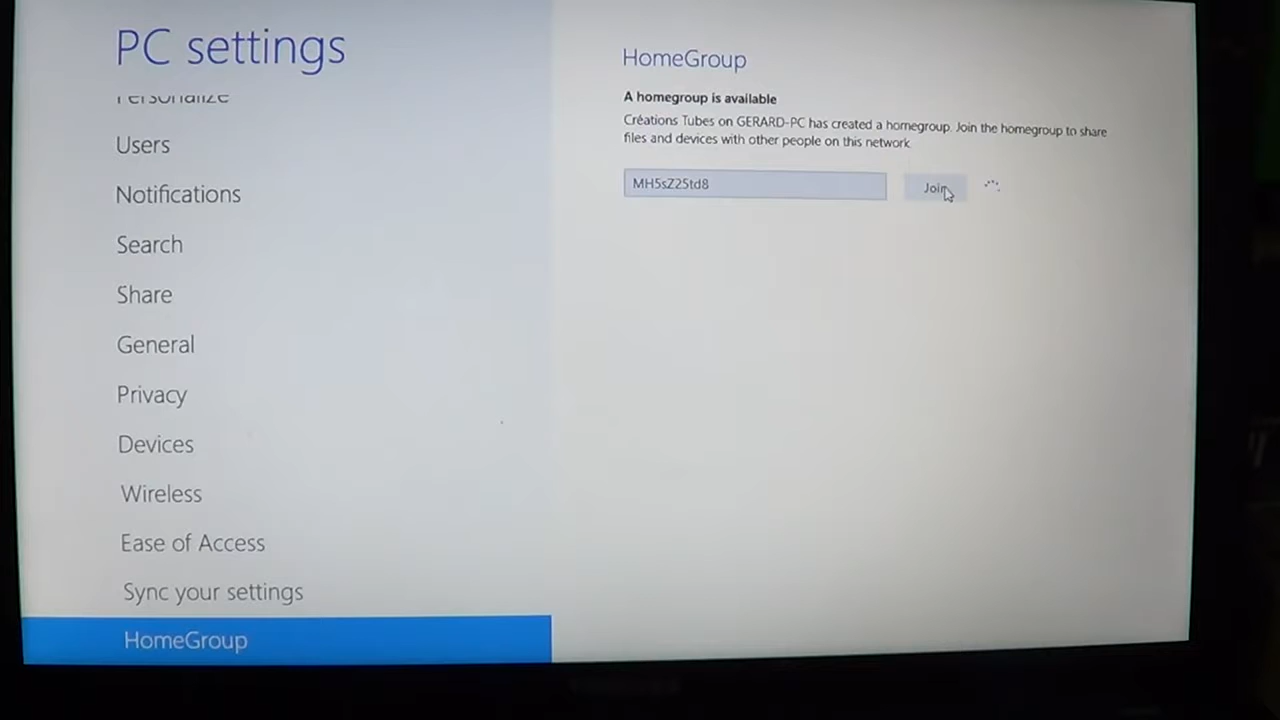 PC settings
Personalize
Users
Notifications
Search
Share
General
Privacy
Devices
Wireless
Ease of Access
Sync your settings
HomeGroup
HomeGroup
A homegroup is available
Créations Tubes on GERARD-PC has created a homegroup. Join the homegroup to share
files and devices with other people on this network.
MH5sZ25td8
Join